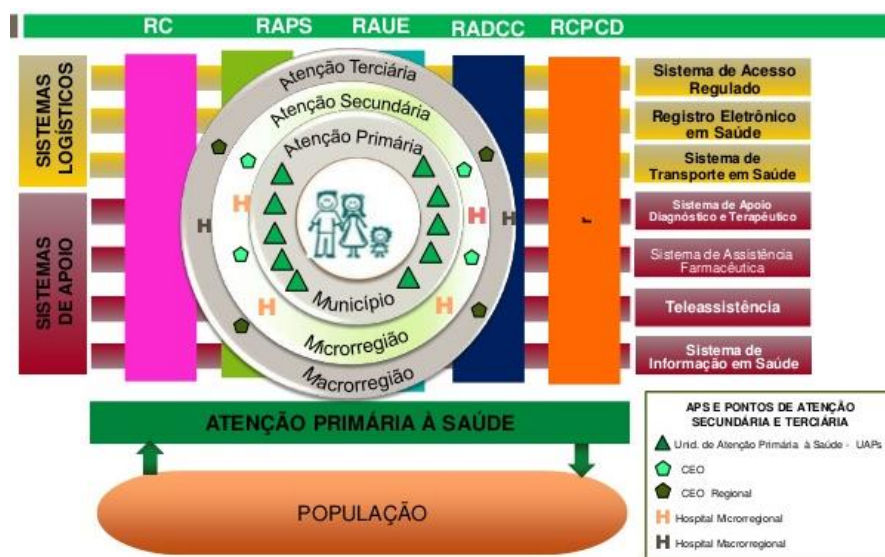 RC RAPS RAUE RADCC RCPCD
SISTEMAS
LOGÍSTICOS
SISTEMAS
DE APOIO
Atenção Terciária
Atenção Secundária
Atenção Primária
H
H
H
H
H
H
Município
Microrregião
Macrorregião
r
Sistema de Acesso
Regulado
Registro Eletrônico
em Saúde
Sistema de
Transporte em Saúde
Sistema de Apoio
Diagnóstico e Terapêutico
Sistema de Assistência
Farmacêutica
Teleassistência
Sistema de
Informação em Saúde
ATENÇÃO PRIMÁRIA À SAÚDE
POPULAÇÃO
APS E PONTOS DE ATENÇÃO
SECUNDÁRIA E TERCIÁRIA
Unid. de Atenção Primária à Saúde - UAPs
CEO
CEO Regional
H Hospital Microrregional
H Hospital Macrorregional